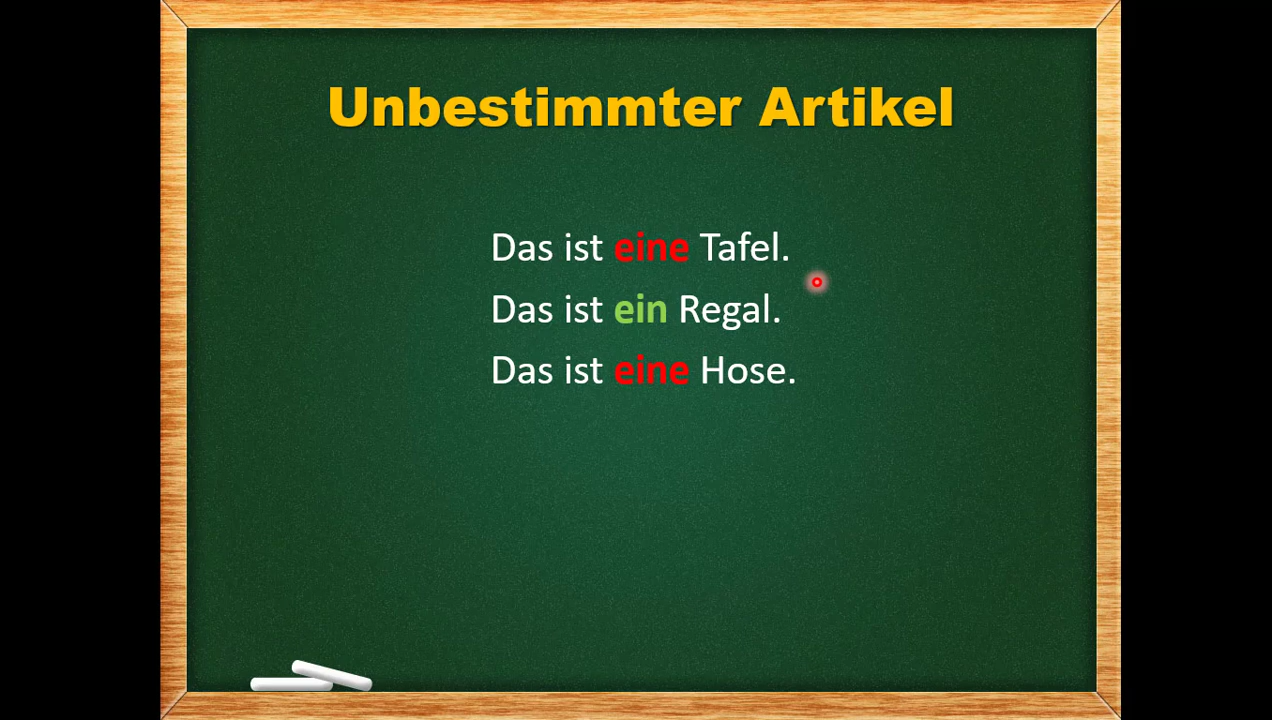 Unbestimmter Artikel
Das ist eine Tafel.
Das ist ein Regal.
Das ist eine Hose.